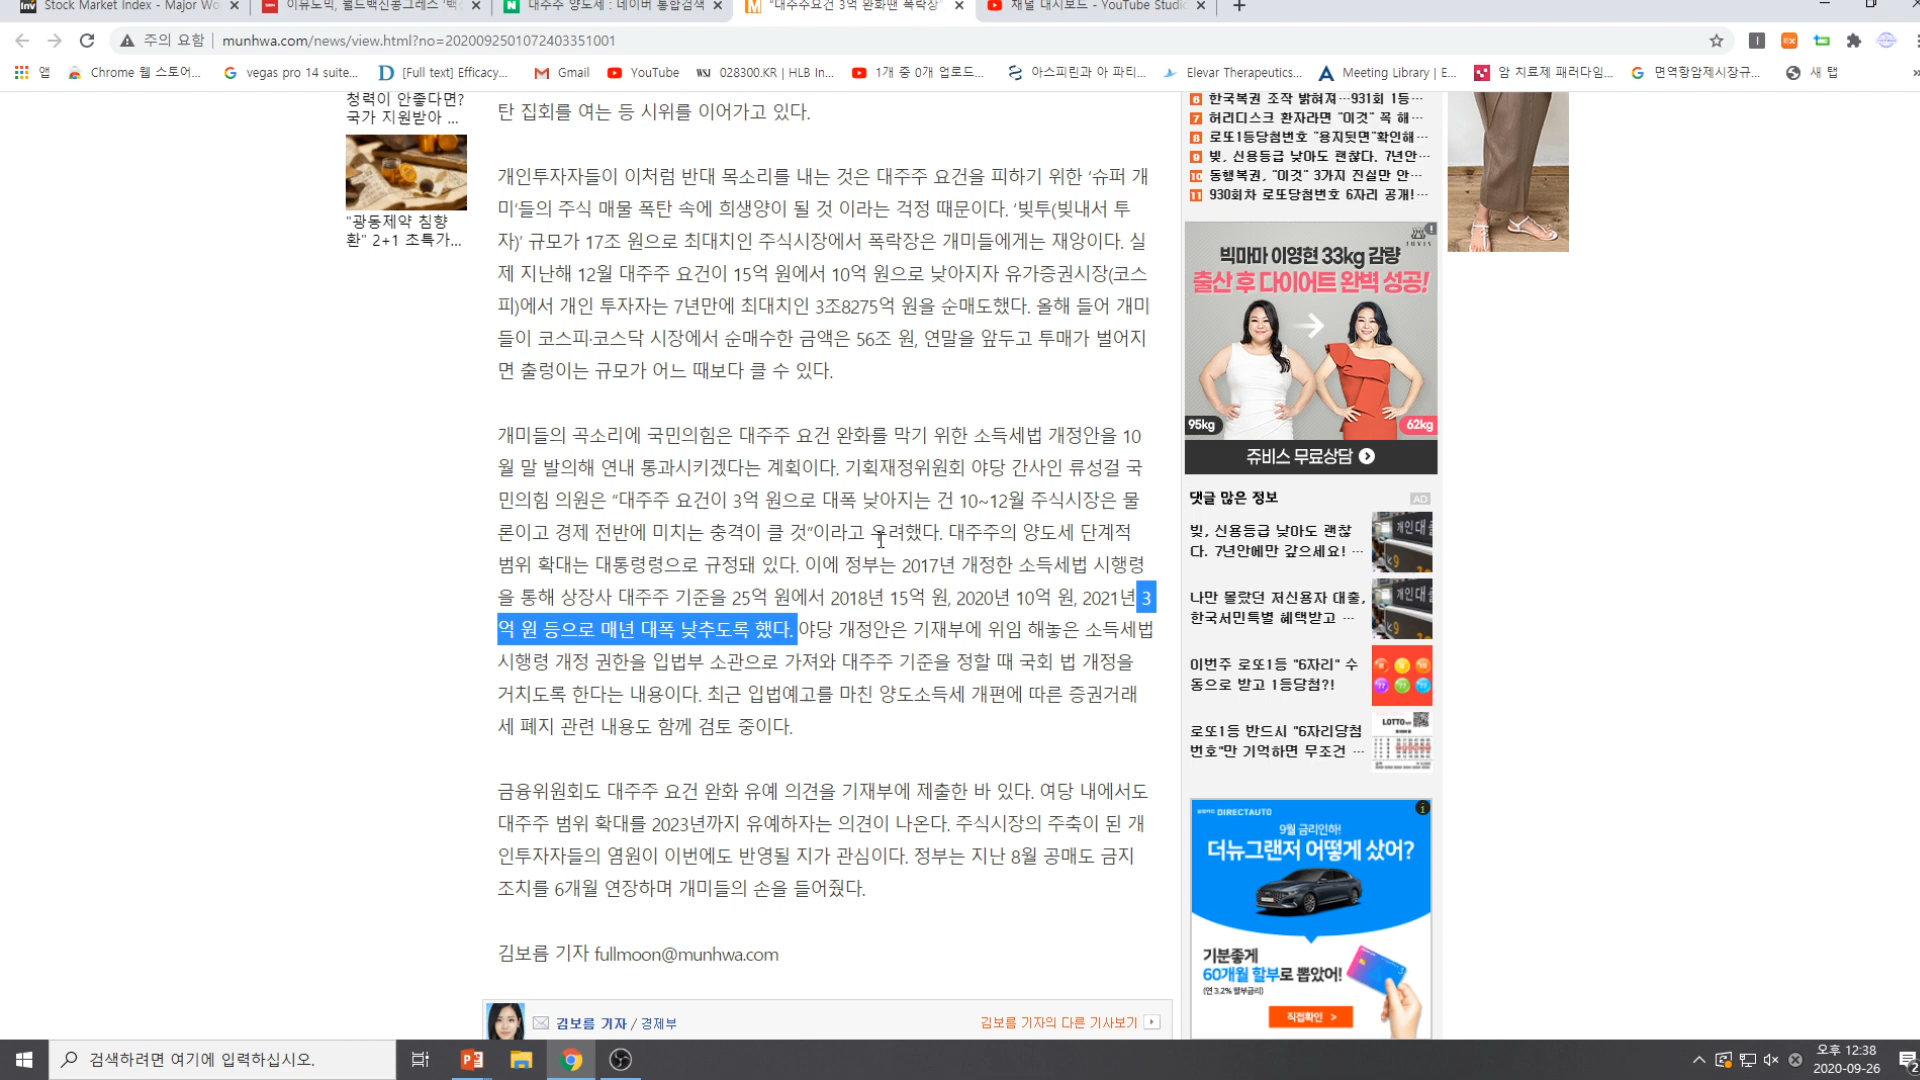 Stock Market Index - Major Wo
이뮤노믹, 월드백신콩그레스 '백
대주주 양도세 : 네이버 통합검색
"대주주요건 3억 완화땐 폭락장"
채널 대시보드 - YouTube Studio
주의 요함
munhwa.com/news/view.html?no=2020092501072403351001
앱
Chrome 웹 스토어...
vegas pro 14 suite...
[Full text] Efficacy...
Gmail
YouTube
028300.KR | HLB In...
1개 중 0개 업로드...
아스피린과 아 파티...
Elevar Therapeutics...
Meeting Library | E...
암 치료제 패러다임...
면역항암제시장규...
새 탭
청력이 안좋다면?
국가 지원받아 ...
"광동제약 침향
환" 2+1 초특가...
탄 집회를 여는 등 시위를 이어가고 있다.
개인투자자들이 이처럼 반대 목소리를 내는 것은 대주주 요건을 피하기 위한 '슈퍼 개
미'들의 주식 매물 폭탄 속에 희생양이 될 것 이라는 걱정 때문이다. '빚투(빚내서 투
자)' 규모가 17조 원으로 최대치인 주식시장에서 폭락장은 개미들에게는 재앙이다. 실
제 지난해 12월 대주주 요건이 15억 원에서 10억 원으로 낮아지자 유가증권시장(코스
피)에서 개인 투자자는 7년만에 최대치인 3조8275억 원을 순매도했다. 올해 들어 개미
들이 코스피·코스닥 시장에서 순매수한 금액은 56조 원, 연말을 앞두고 투매가 벌어지
면 출렁이는 규모가 어느 때보다 클 수 있다.
개미들의 곡소리에 국민의힘은 대주주 요건 완화를 막기 위한 소득세법 개정안을 10
월 말 발의해 연내 통과시키겠다는 계획이다. 기획재정위원회 야당 간사인 류성걸 국
민의힘 의원은 "대주주 요건이 3억 원으로 대폭 낮아지는 건 10~12월 주식시장은 물
론이고 경제 전반에 미치는 충격이 클 것"이라고 우려했다. 대주주의 양도세 단계적
범위 확대는 대통령령으로 규정돼 있다. 이에 정부는 2017년 개정한 소득세법 시행령
을 통해 상장사 대주주 기준을 25억 원에서 2018년 15억 원, 2020년 10억 원, 2021년 3
억 원 등으로 매년 대폭 낮추도록 했다. 야당 개정안은 기재부에 위임 해놓은 소득세법
시행령 개정 권한을 입법부 소관으로 가져와 대주주 기준을 정할 때 국회 법 개정을
거치도록 한다는 내용이다. 최근 입법예고를 마친 양도소득세 개편에 따른 증권거래
세 폐지 관련 내용도 함께 검토 중이다.
금융위원회도 대주주 요건 완화 유예 의견을 기재부에 제출한 바 있다. 여당 내에서도
대주주 범위 확대를 2023년까지 유예하자는 의견이 나온다. 주식시장의 주축이 된 개
인투자자들의 염원이 이번에도 반영될 지가 관심이다. 정부는 지난 8월 공매도 금지
조치를 6개월 연장하며 개미들의 손을 들어줬다.
김보름 기자 fullmoon@munhwa.com
김보름 기자 / 경제부
김보름 기자의 다른 기사보기
6 한국복권 조작 밝혀져…931회 1등…
7 허리디스크 환자라면 "이것" 꼭 해…
8 로또1등당첨번호 "용지뒷면"확인해…
9 빚, 신용등급 낮아도 괜찮다. 7년안…
10 동행복권, "이것" 3가지 진실만 안…
11 930회차 로또당첨번호 6자리 공개!…
빅마마 이영현 33kg 감량
출산 후 다이어트 완벽 성공!
95kg
62kg
쥬비스 무료상담
댓글 많은 정보
AD
빚, 신용등급 낮아도 괜찮
다. 7년안에만 갚으세요! …
나만 몰랐던 저신용자 대출,
한국서민특별 혜택받고 …
이번주 로또1등 "6자리" 수
동으로 받고 1등당첨?!
로또1등 반드시 "6자리당첨
번호"만 기억하면 무조건 …
LOTTO
DIRECTAUTO
9월 금리인하!
더뉴그랜저 어떻게 샀어?
기분좋게
60개월 할부로 뽑았어!
(연 3.2% 할부금리)
직접확인 >
검색하려면 여기에 입력하십시오.
오후 12:38
2020-09-26
2